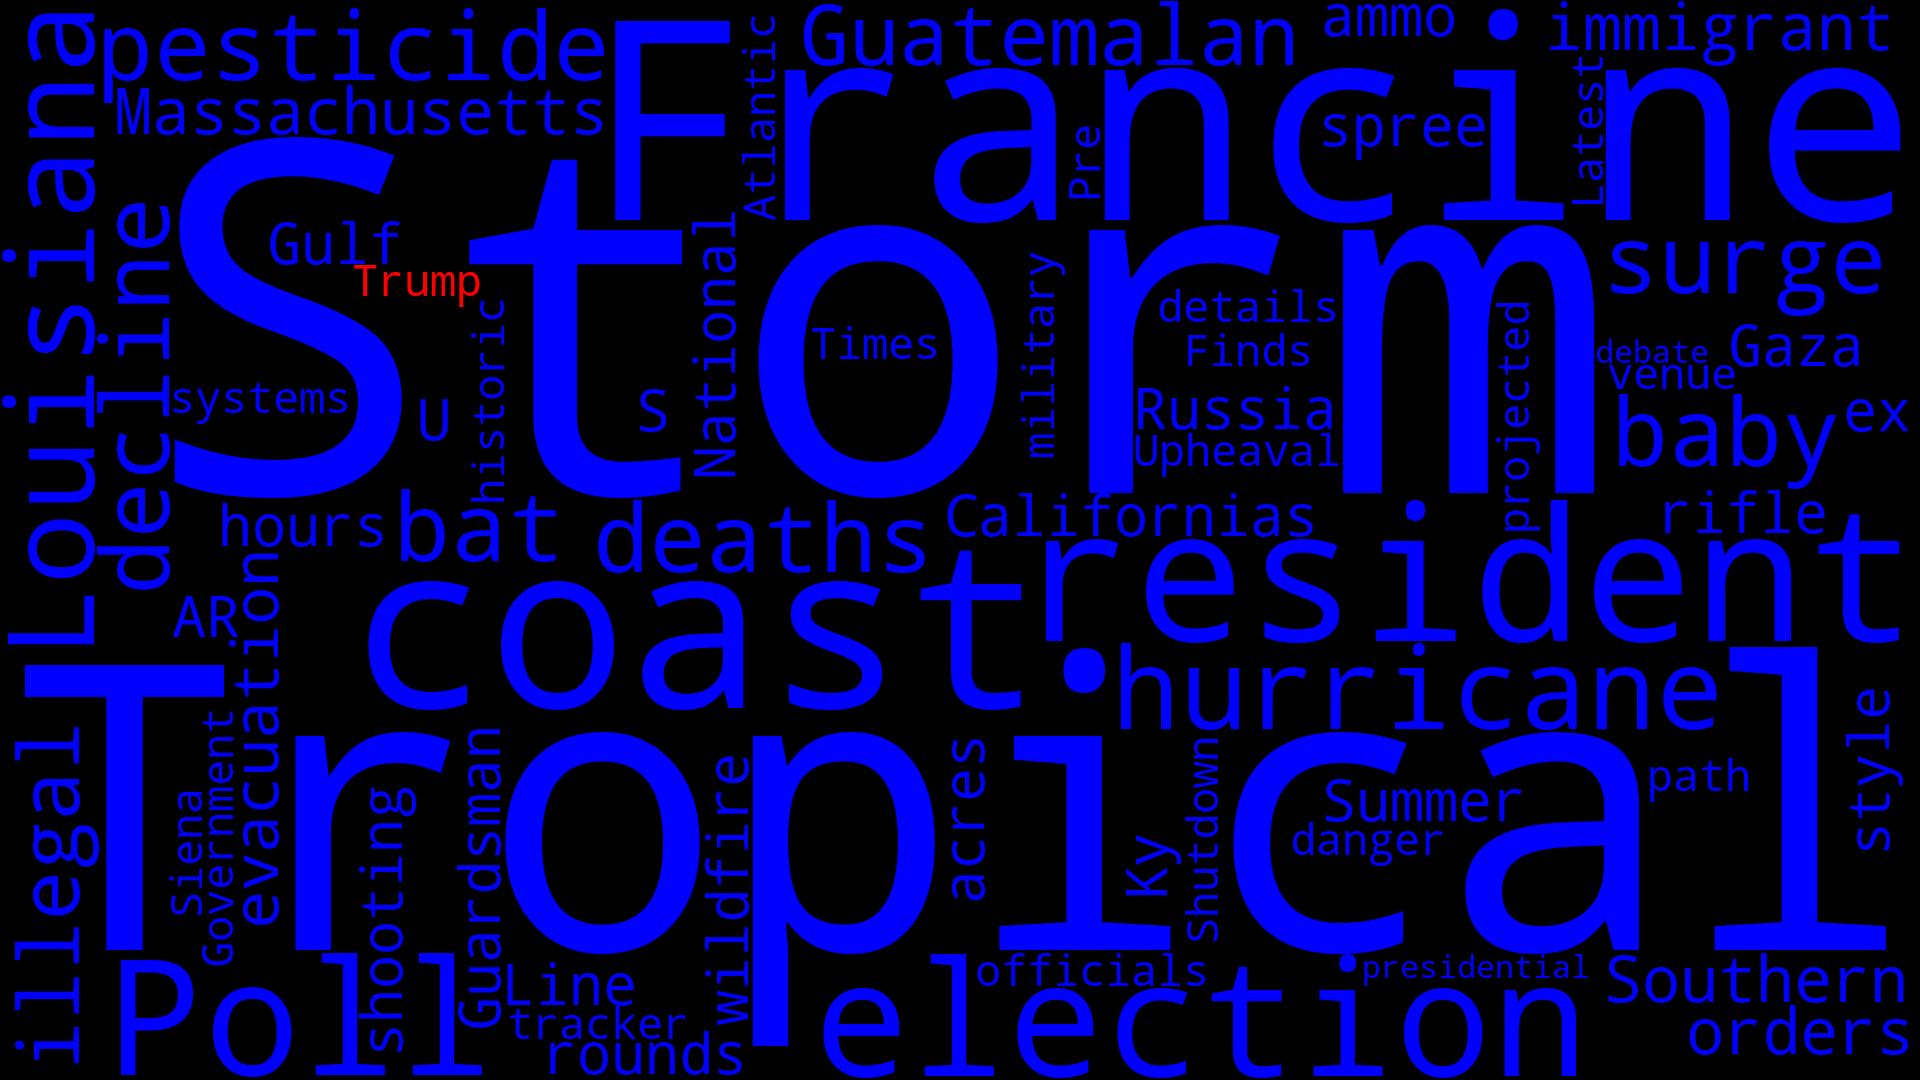 Louisiana
pesticide
Massachusetts
Francine
Atlantic
Guatemalan
ammo
immigrant
Pre
spree
Latest
decline
Storm
Gulf
Trump
systems
U
historic
S
National
Times
military
details
Finds
Russia
Upheaval
projected
surge
debate
venue
Gaza
baby
ex
hours
bat
deaths
Californias
rifle
AR
evacuation
coast
resident
hurricane
illegal
Tropical
Siena
Government
shooting
Guardsman
wildfire
acres
Ky
Shutdown
Summer
danger
path
style
Poll
Line
tracker
rounds
election
officials
presidential
Southern
orders